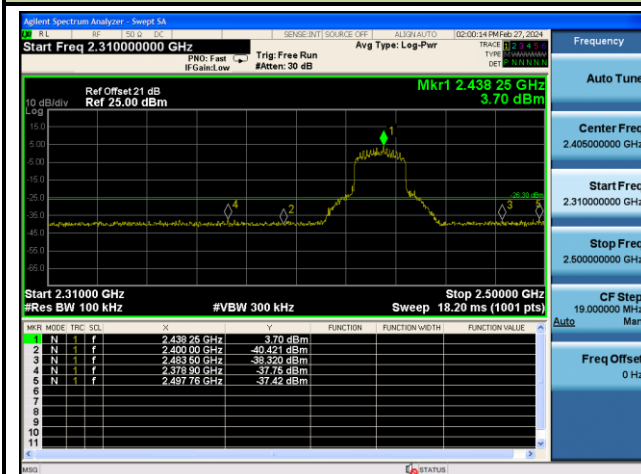 Agilent Spectrum Analyzer - Swept SA
RL RF 50 Ω DC SENSE:INT SOURCE OFF ALIGNAUTO 02:00:14 PM Feb 27, 2024
Start Freq 2.310000000 GHz
PNO: Fast
IFGain:Low
Trig: Free Run
#Atten: 30 dB
Avg Type: Log-Pwr
TRACE 1 2 3 4 5 6
TYPE
DET P N N N N N
Ref Offset 21 dB
Ref 25.00 dBm
10 dB/div
Log
Mkr1 2.438 25 GHz
3.70 dBm
15.0
5.00
-5.00
-15.0
-25.0
-35.0
-45.0
-55.0
-65.0
-26.30 dBm
1
2
3
4
5
Start 2.31000 GHz
#Res BW 100 kHz
#VBW 300 kHz
Stop 2.50000 GHz
Sweep 18.20 ms (1001 pts)
MKR MODE TRC SCL X Y FUNCTION FUNCTION WIDTH FUNCTION VALUE
1 N 1 f 2.438 25 GHz 3.70 dBm
2 N 1 f 2.400 00 GHz -40.421 dBm
3 N 1 f 2.483 50 GHz -38.320 dBm
4 N 1 f 2.378 90 GHz -37.75 dBm
5 N 1 f 2.497 76 GHz -37.42 dBm
6
7
8
9
10
11
MSG
STATUS
Frequency
Auto Tune
Center Freq
2.405000000 GHz
Start Freq
2.310000000 GHz
Stop Freq
2.500000000 GHz
CF Step
19.000000 MHz
Auto Man
Freq Offset
0 Hz